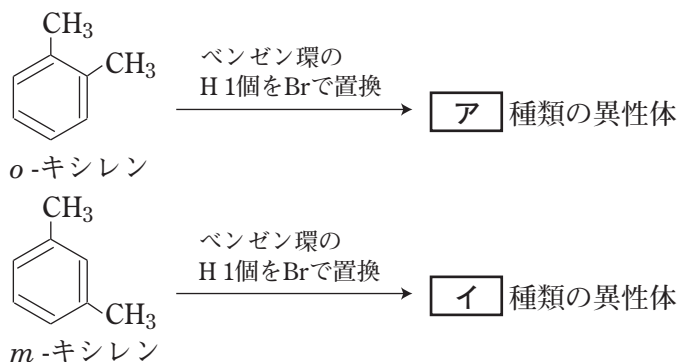 CH3
CH3
ベンゼン環の
H 1個をBrで置換
ア 種類の異性体
o-キシレン
CH3
ベンゼン環の
H 1個をBrで置換
イ 種類の異性体
CH3
m-キシレン